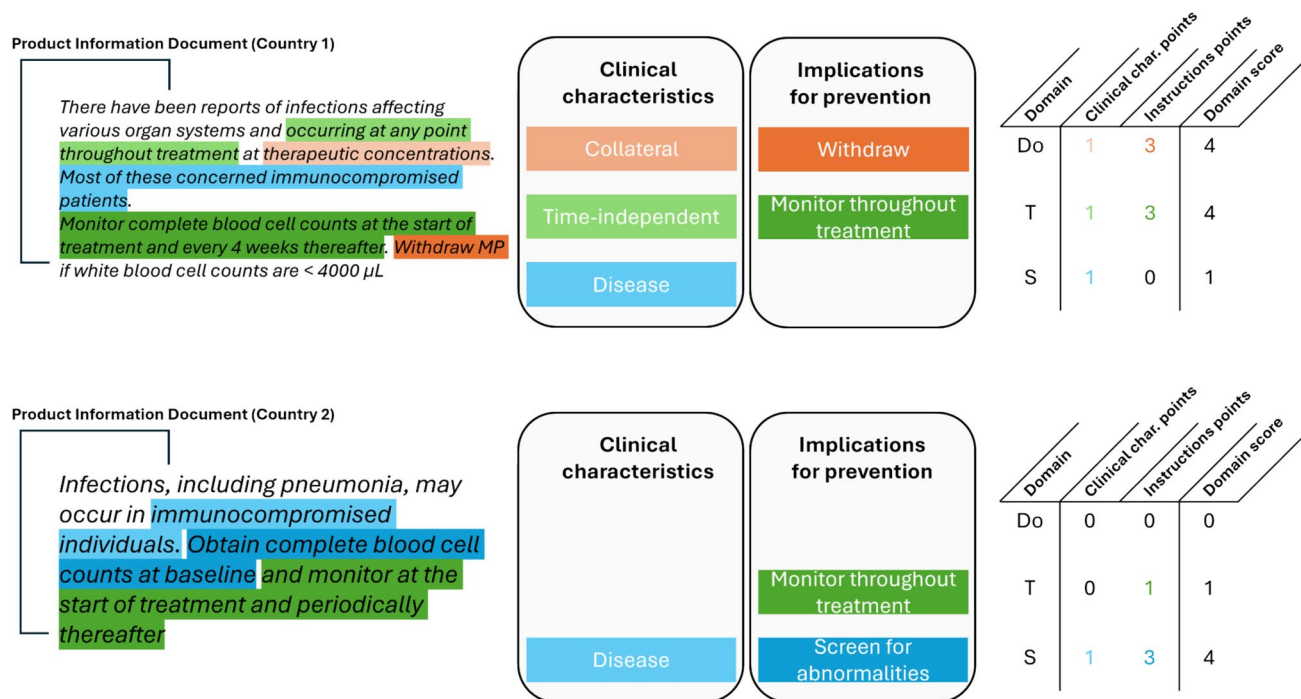 Product Information Document (Country 1)
There have been reports of infections affecting
various organ systems and occurring at any point
throughout treatment at therapeutic concentrations.
Most of these concerned immunocompromised
patients.
Monitor complete blood cell counts at the start of
treatment and every 4 weeks thereafter. Withdraw MP
if white blood cell counts are < 4000 µL
Clinical
characteristics
Collateral
Time-independent
Disease
Implications
for prevention
Withdraw
Monitor throughout
treatment
Domain
Clinical char. points
Instructions points
Domain score
Do 1 3 4
T 1 3 4
S 1 0 1
Product Information Document (Country 2)
Infections, including pneumonia, may
occur in immunocompromised
individuals. Obtain complete blood cell
counts at baseline and monitor at the
start of treatment and periodically
thereafter
Clinical
characteristics
Disease
Implications
for prevention
Monitor throughout
treatment
Screen for
abnormalities
Domain
Clinical char. points
Instructions points
Domain score
Do 0 0 0
T 0 1 1
S 1 3 4